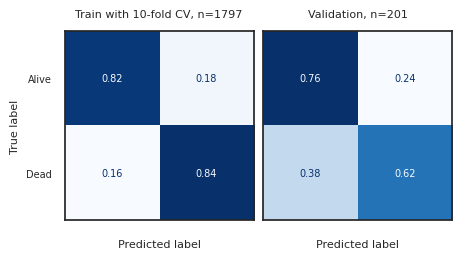 Train with 10-fold CV, n=1797
Validation, n=201
True label
Alive
0.82
0.18
0.76
0.24
Dead
0.16
0.84
0.38
0.62
Predicted label
Predicted label